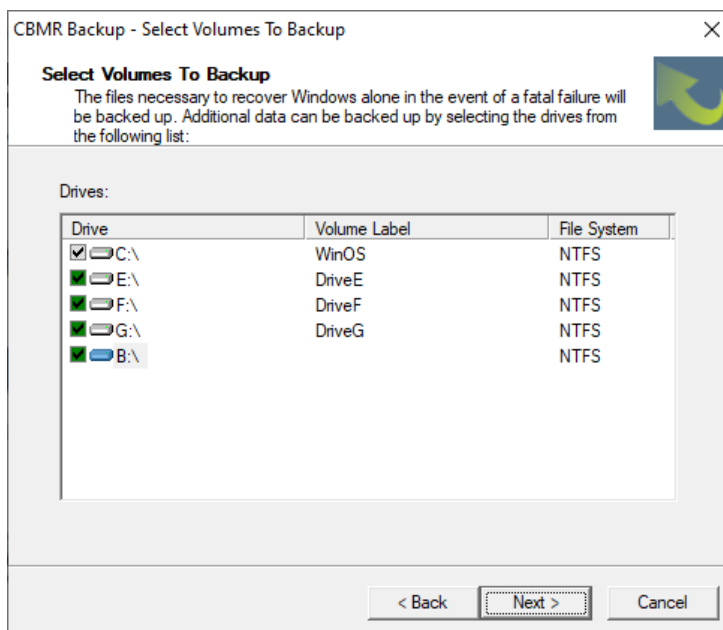 CBMR Backup - Select Volumes To Backup
Select Volumes To Backup
The files necessary to recover Windows alone in the event of a fatal failure will
be backed up. Additional data can be backed up by selecting the drives from
the following list:
Drives:
Drive Volume Label File System
C:\ WinOS NTFS
E:\ DriveE NTFS
F:\ DriveF NTFS
G:\ DriveG NTFS
B:\ NTFS
< Back Next > Cancel